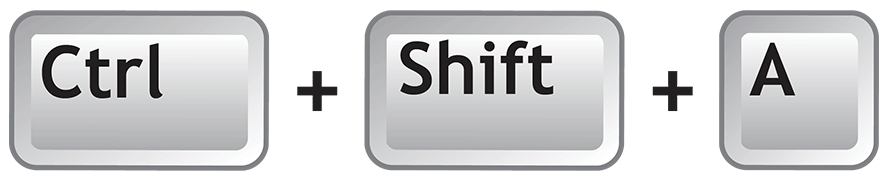 Ctrl + Shift + A